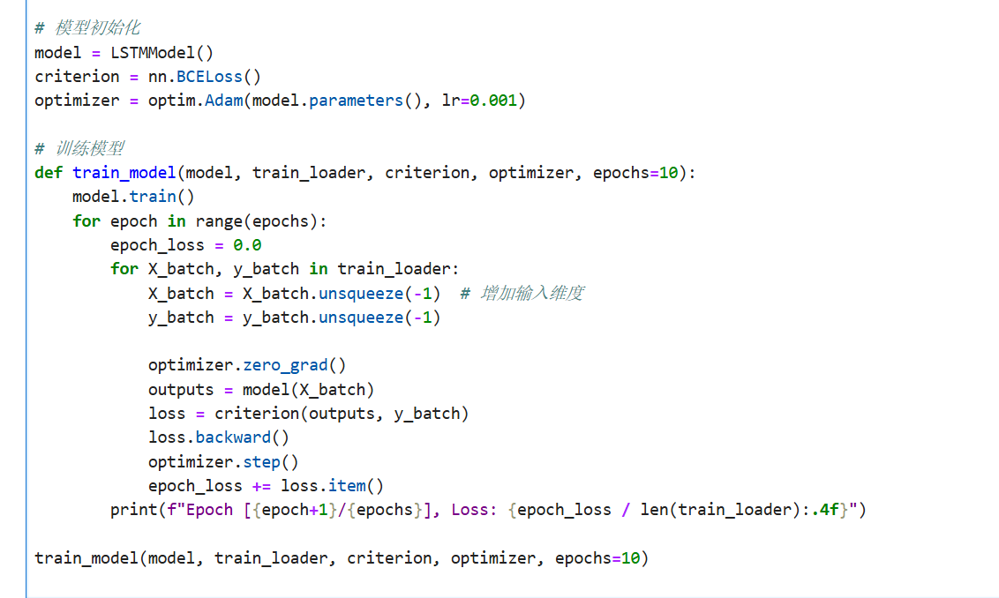 # 模型初始化
model = LSTMModel()
criterion = nn.BCELoss()
optimizer = optim.Adam(model.parameters(), lr=0.001)

# 训练模型
def train_model(model, train_loader, criterion, optimizer, epochs=10):
    model.train()
    for epoch in range(epochs):
        epoch_loss = 0.0
        for X_batch, y_batch in train_loader:
            X_batch = X_batch.unsqueeze(-1)  # 增加输入维度
            y_batch = y_batch.unsqueeze(-1)

            optimizer.zero_grad()
            outputs = model(X_batch)
            loss = criterion(outputs, y_batch)
            loss.backward()
            optimizer.step()
            epoch_loss += loss.item()
        print(f"Epoch [{epoch+1}/{epochs}], Loss: {epoch_loss / len(train_loader):.4f}")

train_model(model, train_loader, criterion, optimizer, epochs=10)